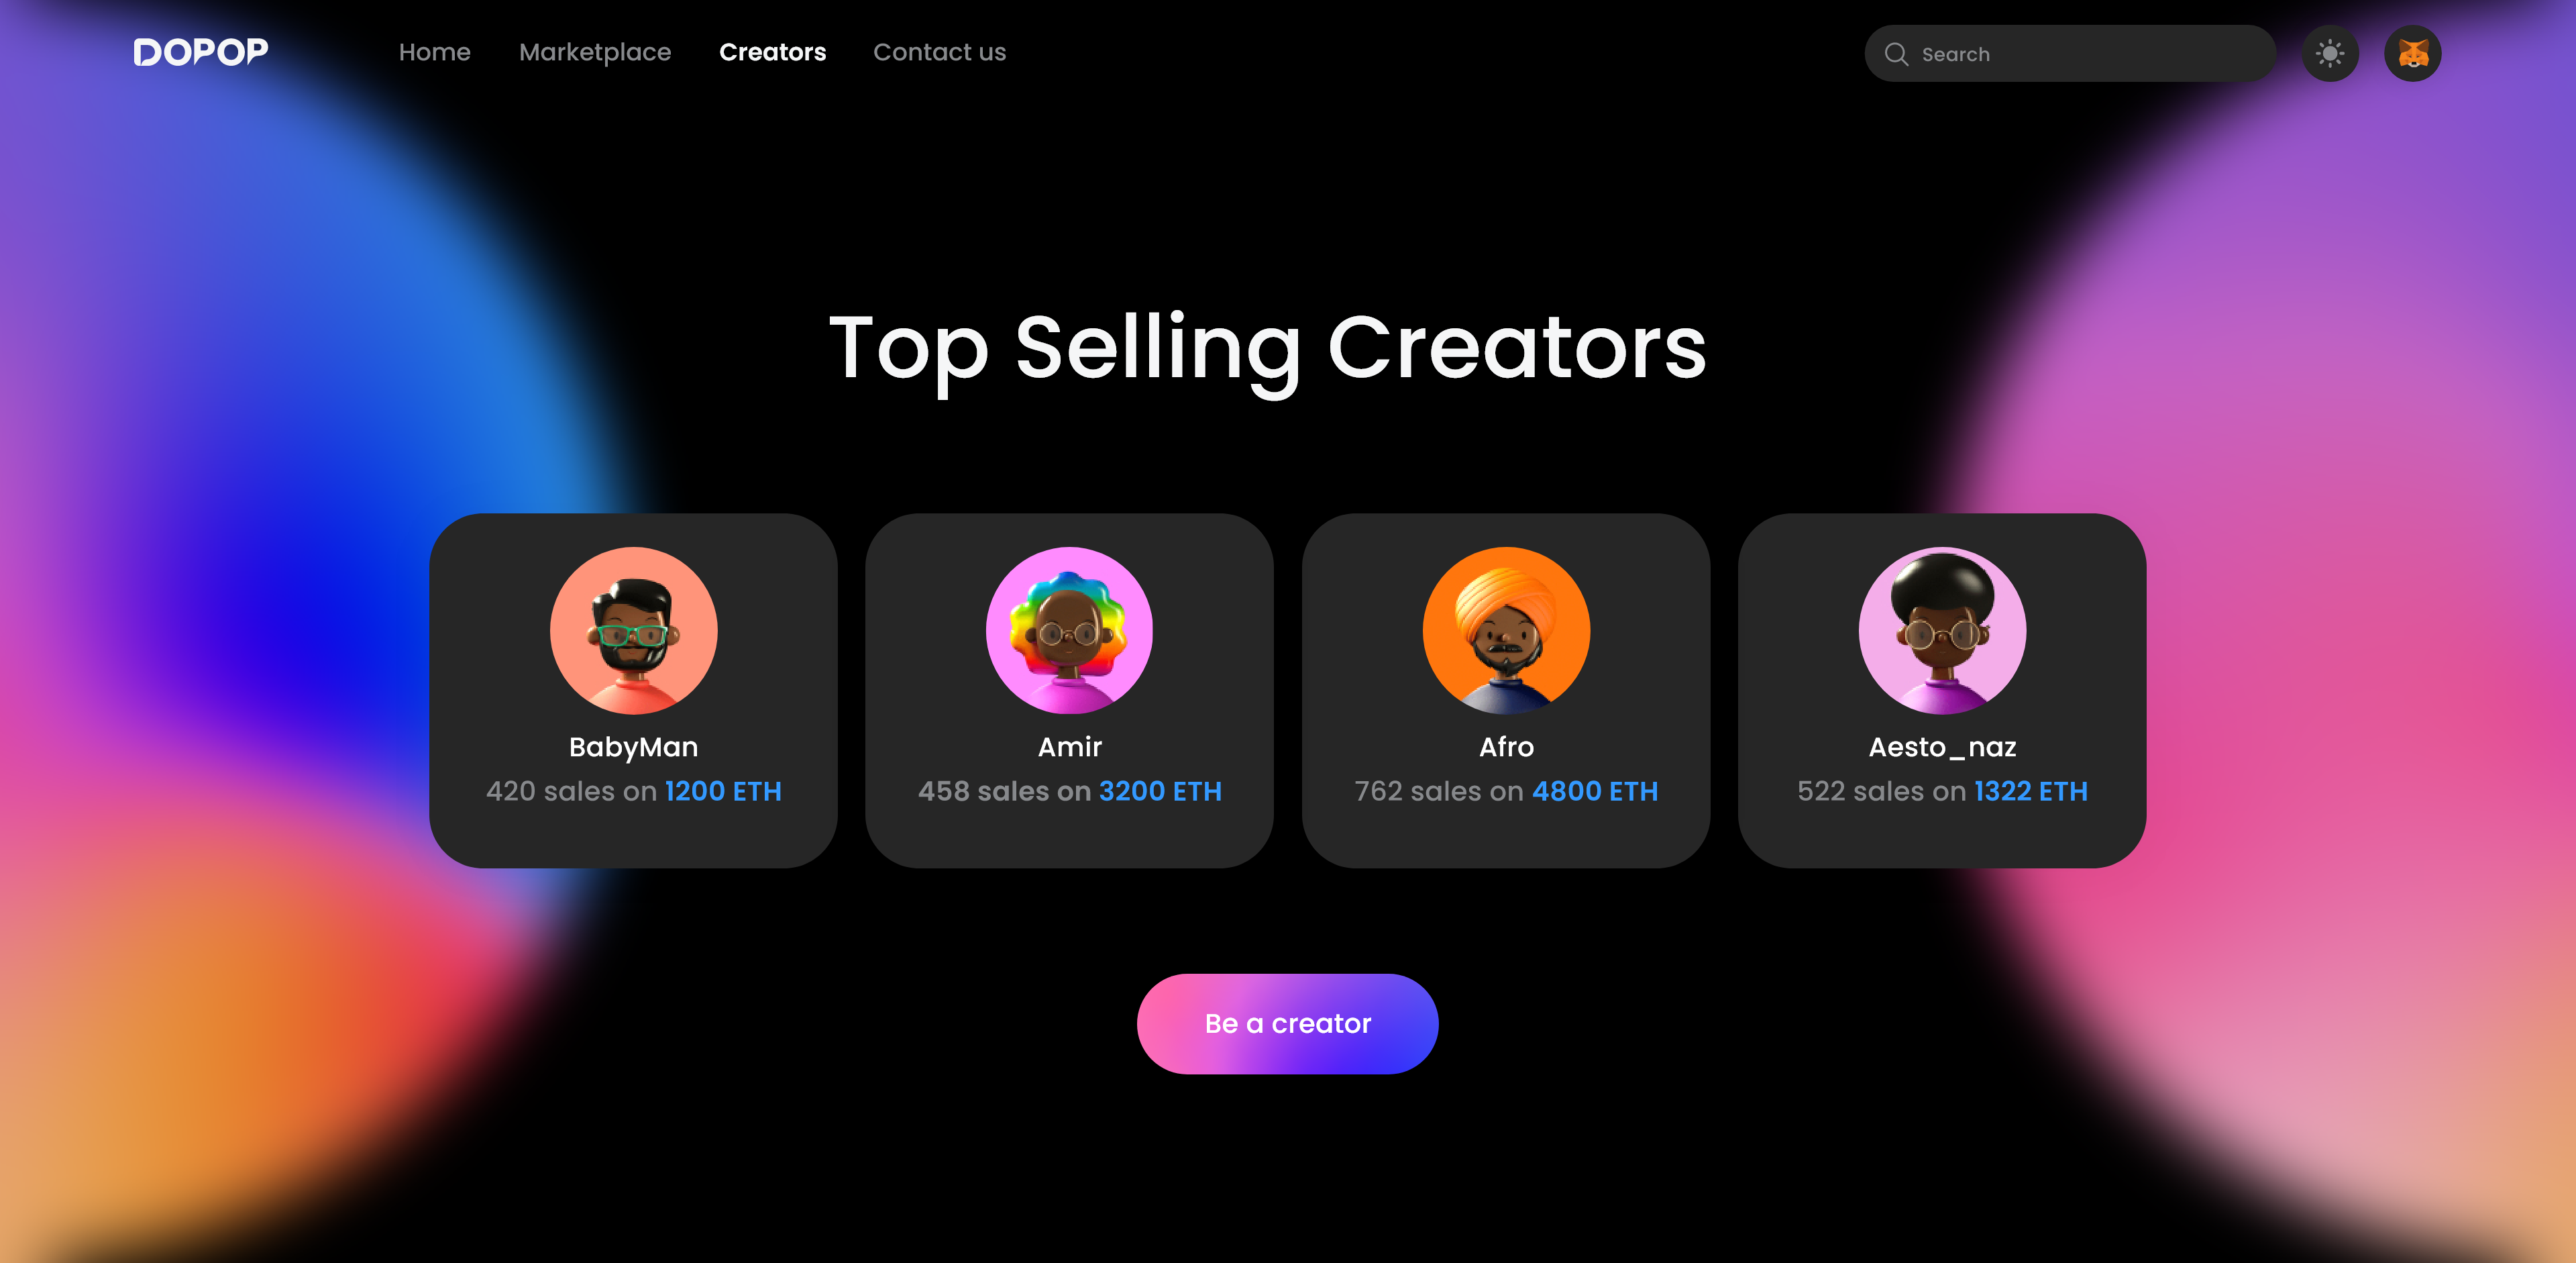 DOPOP
Home Marketplace Creators Contact us
Search
Top Selling Creators
BabyMan
420 sales on 1200 ETH
Amir
458 sales on 3200 ETH
Afro
762 sales on 4800 ETH
Aesto_naz
522 sales on 1322 ETH
Be a creator